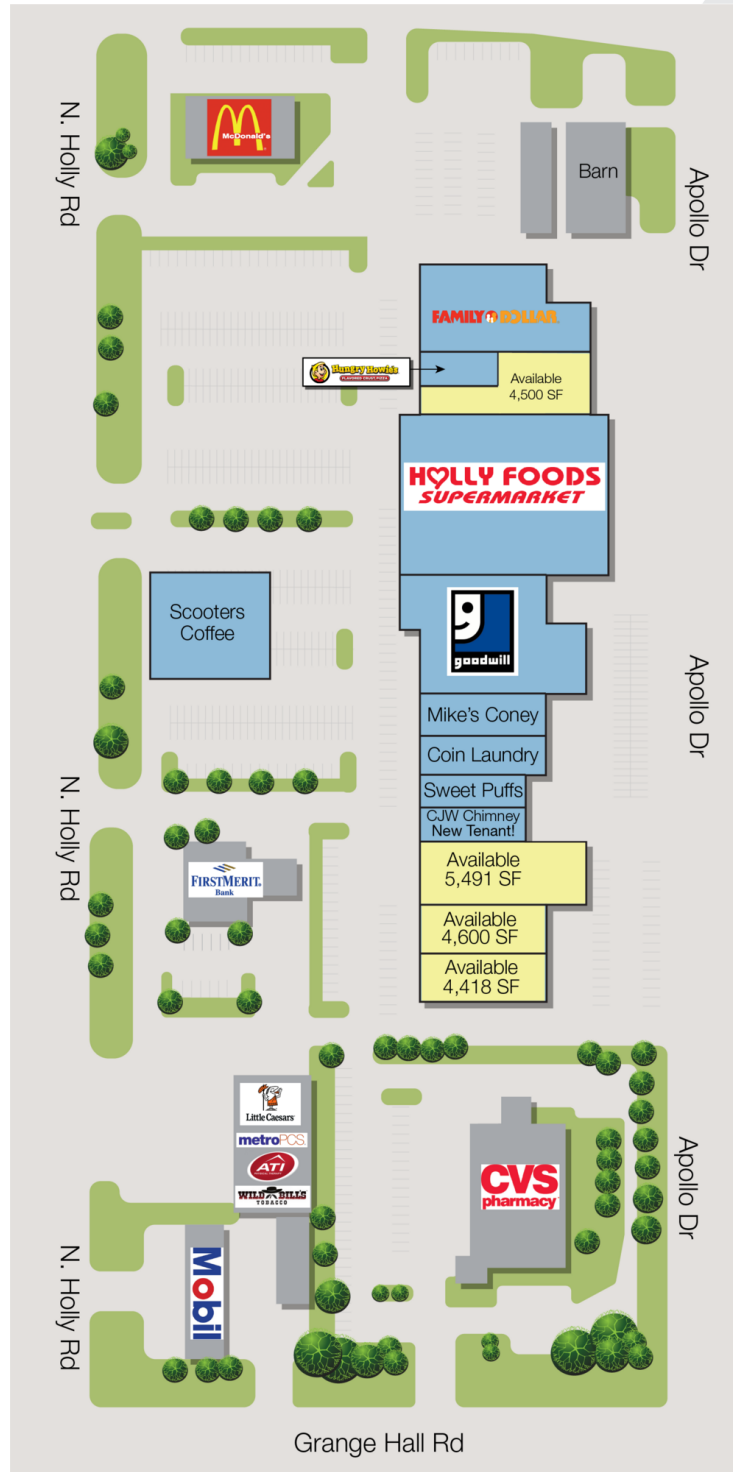 N. Holly Rd
McDonald's
Barn
Apollo Dr
FAMILY DOLLAR
Hungry Howie's
FLAVORED CRUST PIZZA
Available
4,500 SF
HOLLY FOODS
SUPERMARKET
Scooters
Coffee
goodwill
Apollo Dr
Mike's Coney
Coin Laundry
Sweet Puffs
CJW Chimney
New Tenant!
N. Holly Rd
FIRSTMERIT
Bank
Available
5,491 SF
Available
4,600 SF
Available
4,418 SF
Little Caesars
metroPCS.
ATI
WILD BILL'S
TOBACCO
CVS
pharmacy
Apollo Dr
N. Holly Rd
Mobil
Grange Hall Rd